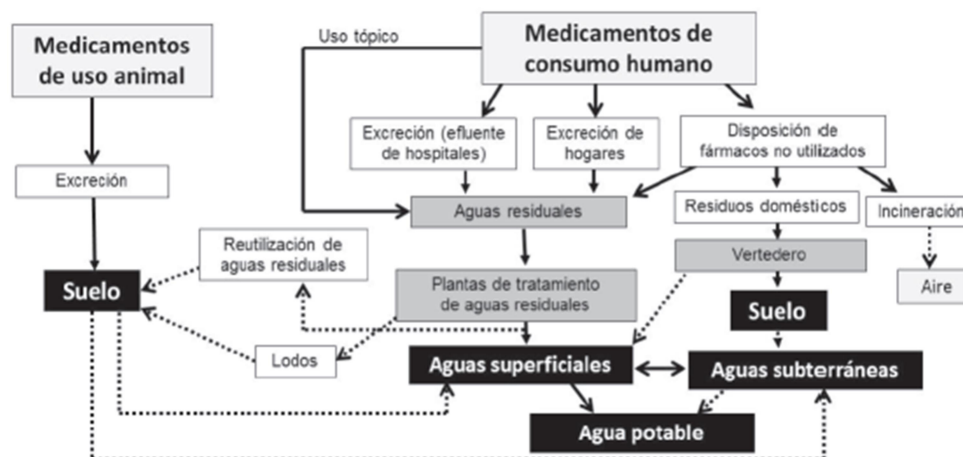 Medicamentos
de uso animal
Uso tópico
Medicamentos de
consumo humano
Excreción (efluente
de hospitales)
Excreción de
hogares
Disposición de
fármacos no utilizados
Excreción
Aguas residuales
Residuos domésticos
Incineración
Reutilización de
aguas residuales
Vertedero
Suelo
Plantas de tratamiento
de aguas residuales
Aire
Suelo
Lodos
Aguas superficiales
Aguas subterráneas
Agua potable